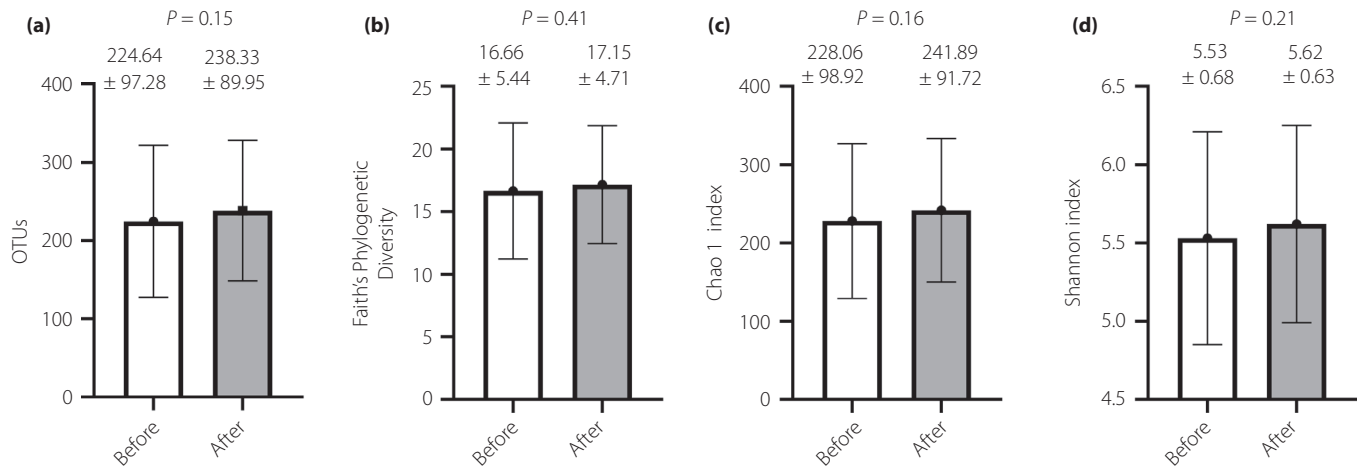 (a)
P = 0.15
224.64
± 97.28
238.33
± 89.95
400
300
200
100
0
OTUs
Before
After
(b)
P = 0.41
16.66
± 5.44
17.15
± 4.71
25
20
15
10
5
0
Faith's Phylogenetic
Diversity
Before
After
(c)
P = 0.16
228.06
± 98.92
241.89
± 91.72
400
300
200
100
0
Chao 1 index
Before
After
(d)
P = 0.21
5.53
± 0.68
5.62
± 0.63
6.5
6.0
5.5
5.0
4.5
Shannon index
Before
After